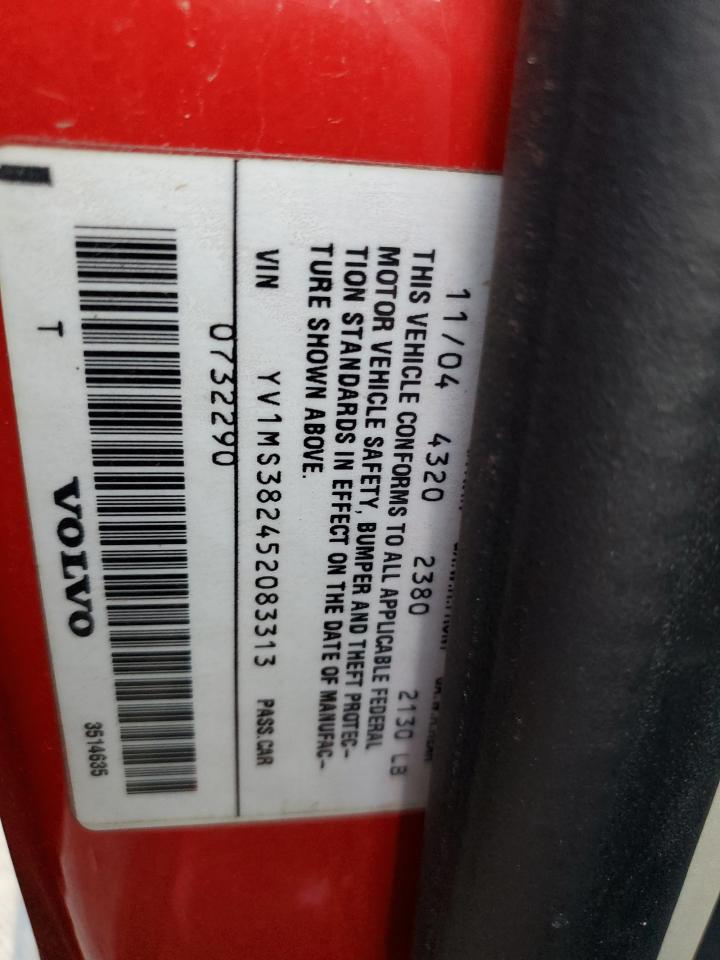 11/04 4320 2380 2130 LB
THIS VEHICLE CONFORMS TO ALL APPLICABLE FEDERAL
MOTOR VEHICLE SAFETY, BUMPER AND THEFT PROTEC-
TION STANDARDS IN EFFECT ON THE DATE OF MANUFAC-
TURE SHOWN ABOVE.
VIN YV1MS382452083313 PASS.CAR
0732290
T VOLVO 3514635